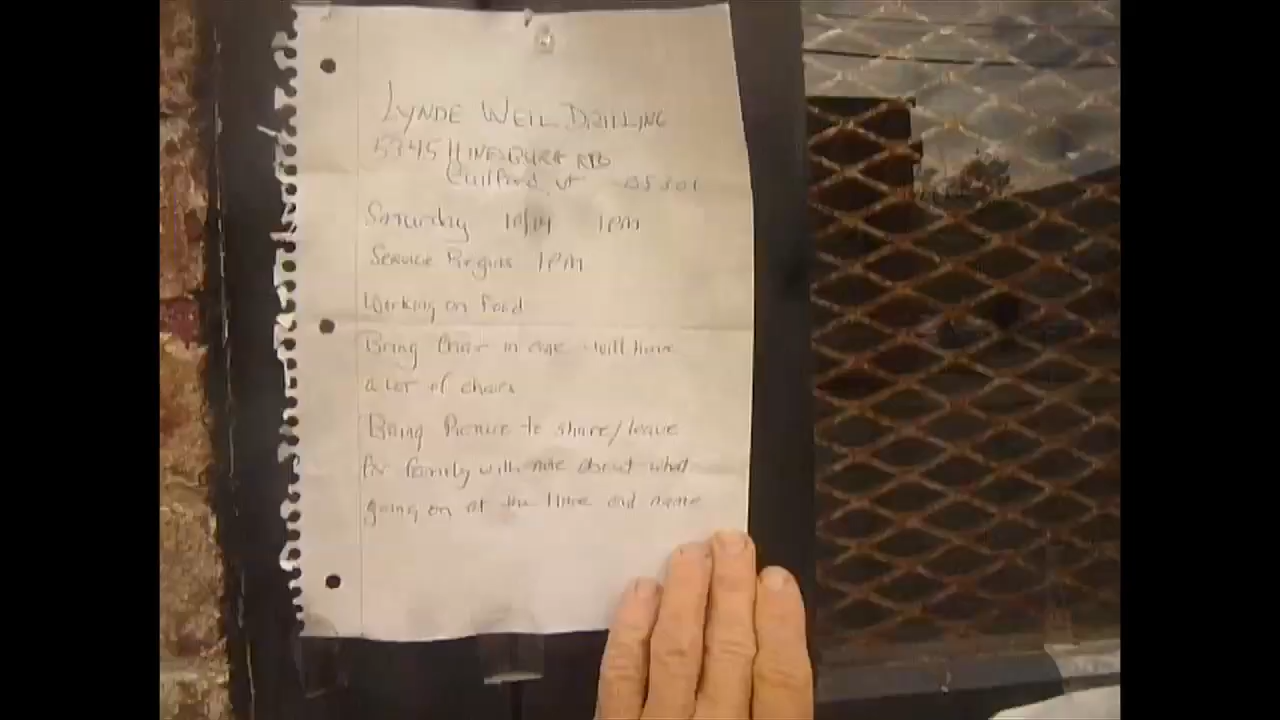 LYNDE WELL DRILLING
5345 HINESBURG RD
Guilford, vt 05301
Saturday 10/14 1PM
Service Begins 1PM
Working on food
Bring Chair in case will have
a lot of chairs
Bring Picture to share/leave
for family with note about what
going on at the time and name